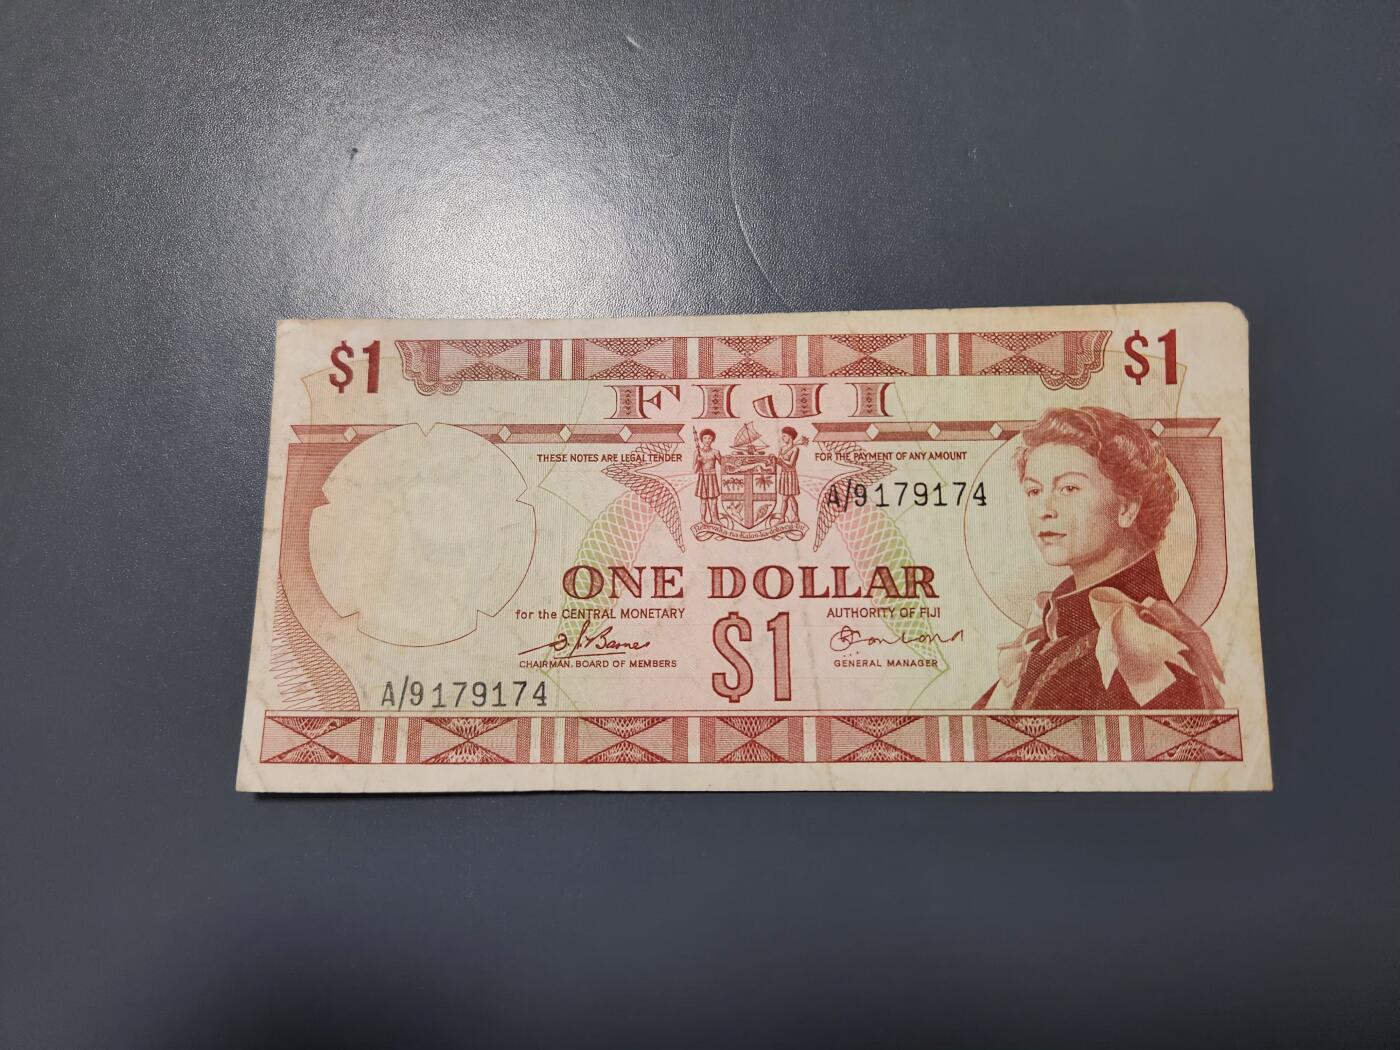 $1
$1
FIJI
THESE NOTES ARE LEGAL TENDER
FOR THE PAYMENT OF ANY AMOUNT
A/9179174
ONE DOLLAR
for the CENTRAL MONETARY
AUTHORITY OF FIJI
$1
CHAIRMAN, BOARD OF MEMBERS
GENERAL MANAGER
A/9179174